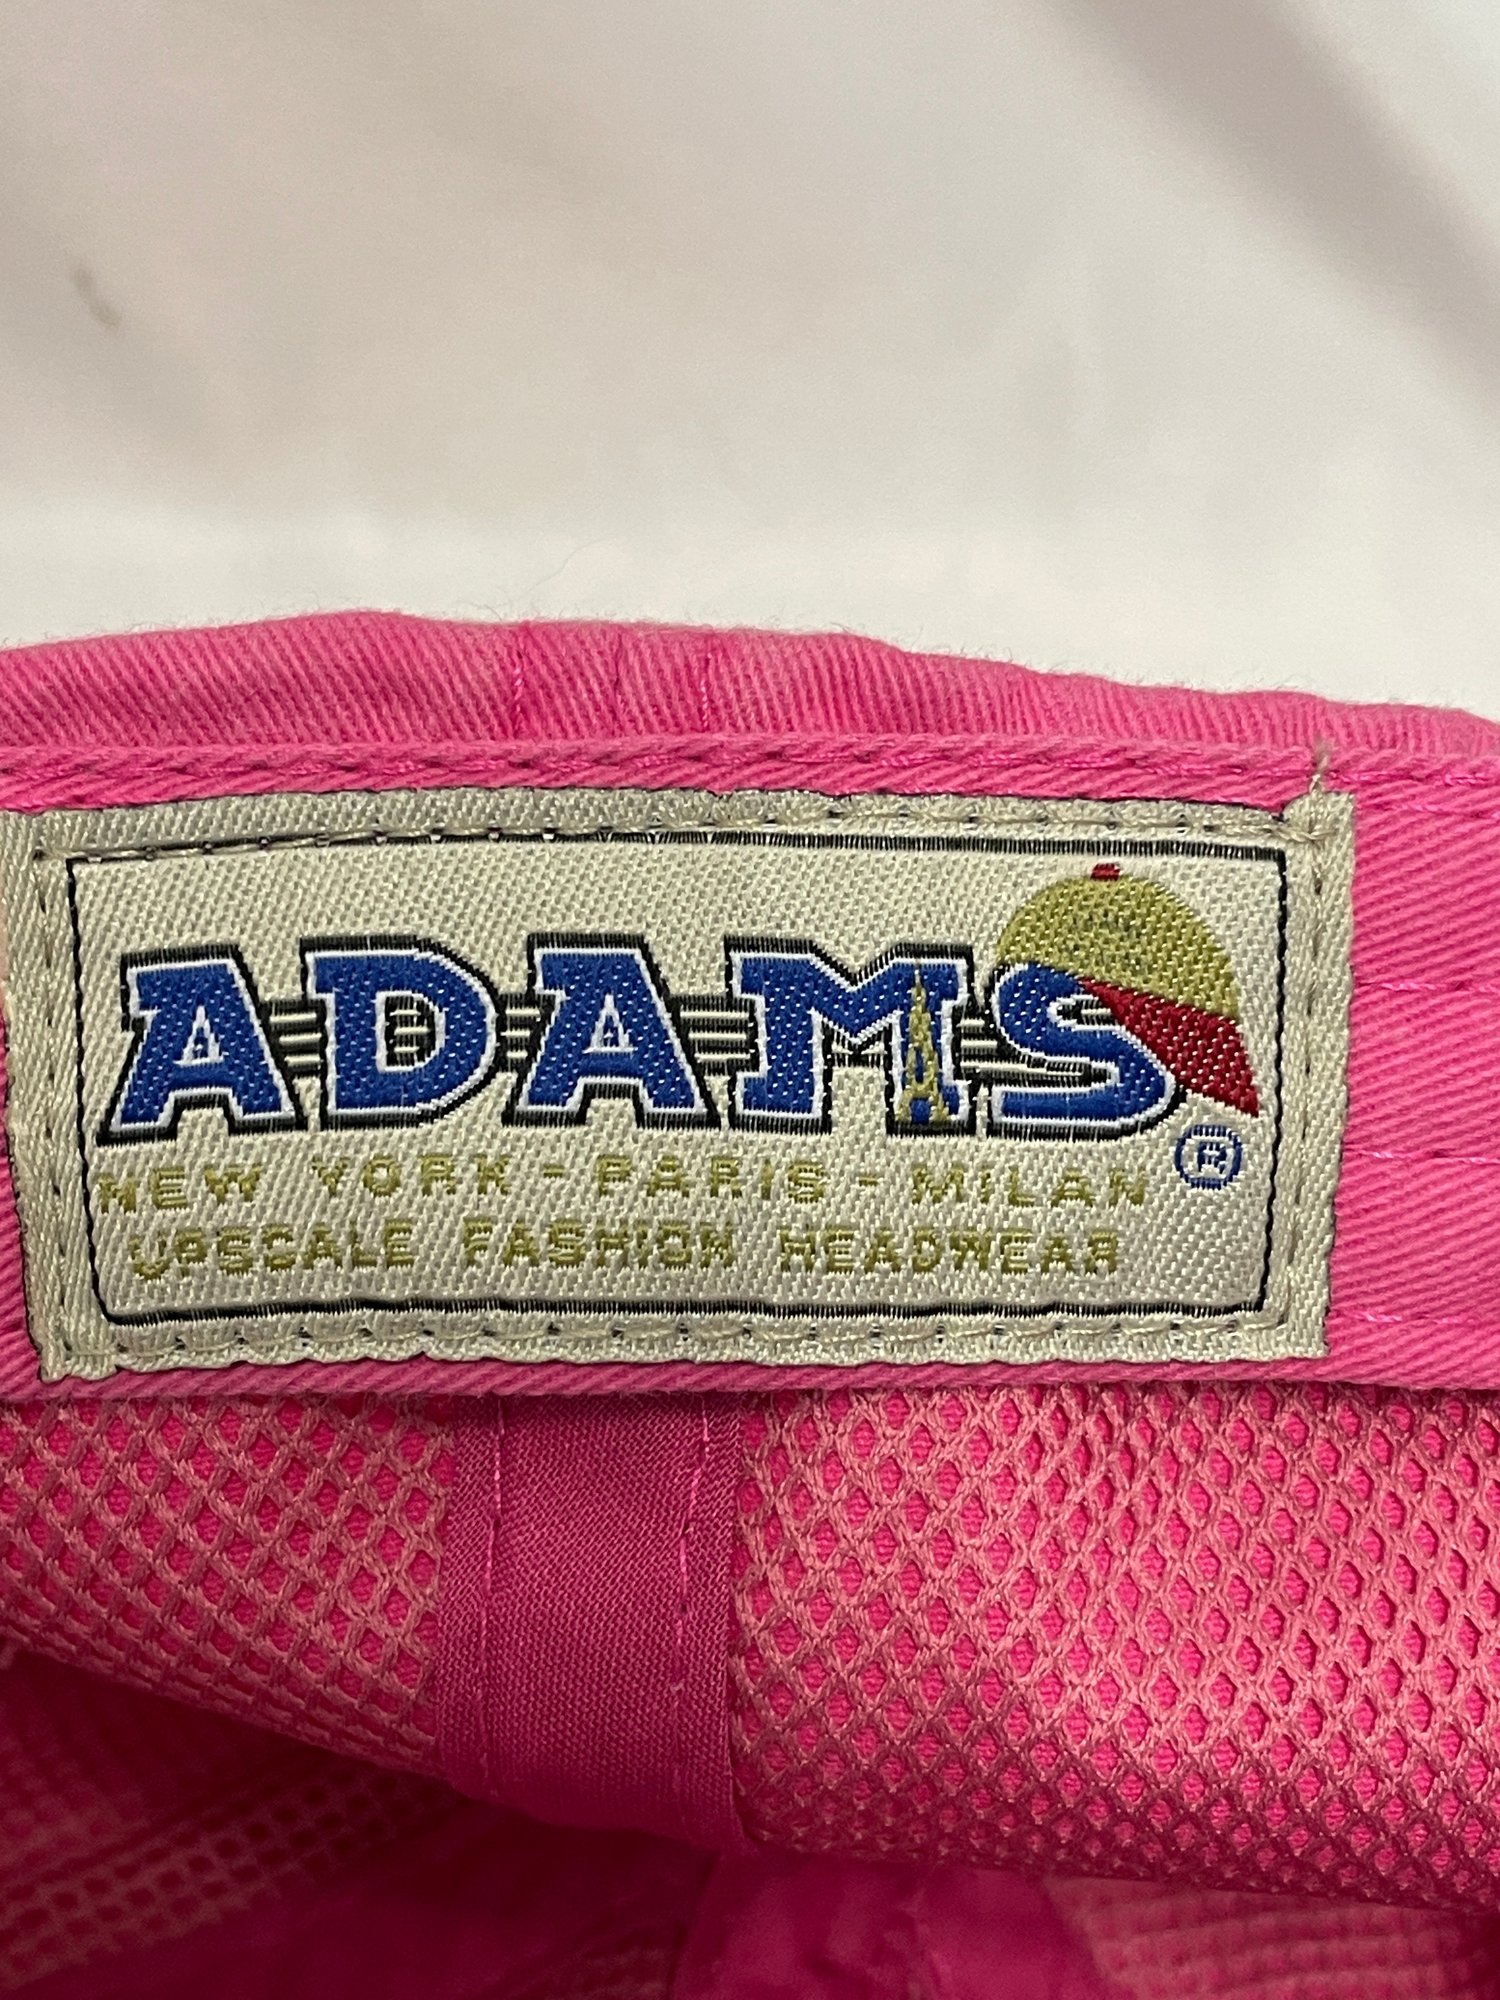 ADAMS®
NEW YORK - PARIS - MILAN
UPSCALE FASHION HEADWEAR